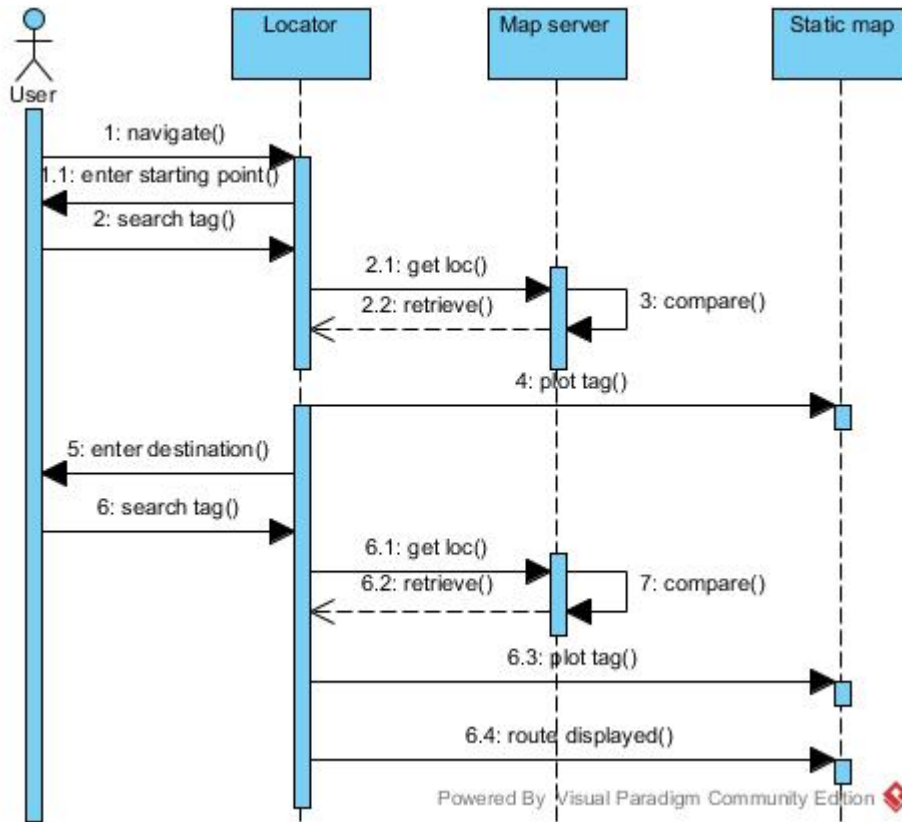 Locator
Map server
Static map
User
1: navigate()
1.1: enter starting point()
2: search tag()
2.1: get loc()
2.2: retrieve()
3: compare()
4: plot tag()
5: enter destination()
6: search tag()
6.1: get loc()
6.2: retrieve()
7: compare()
6.3: plot tag()
6.4: route displayed()
Powered By Visual Paradigm Community Edition